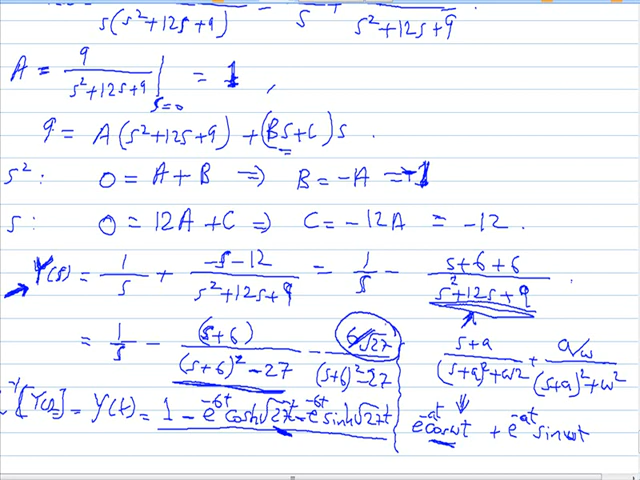 s(s²+12s+9) s s²+12s+9
A = 9/(s²+12s+9) |s=0 = 1,
9 = A(s²+12s+9) + (Bs+C)s.
s²: 0 = A+B ⇒ B = -A = -1
s: 0 = 12A+C ⇒ C = -12A = -12.
Y(s) = 1/s + (-s-12)/(s²+12s+9) = 1/s - (s+6+6)/(s²+12s+9).
= 1/s - (s+6)/((s+6)²-27) - 6√27/((s+6)²-27) { (s+a)/((s+a)²+ω²) + a/ω/((s+a)²+ω²)
[Y(s)] = y(t) = 1 - e^-6t cosh√27t - e^-6t sinh√27t { e^-at cosωt + e^-at sinωt